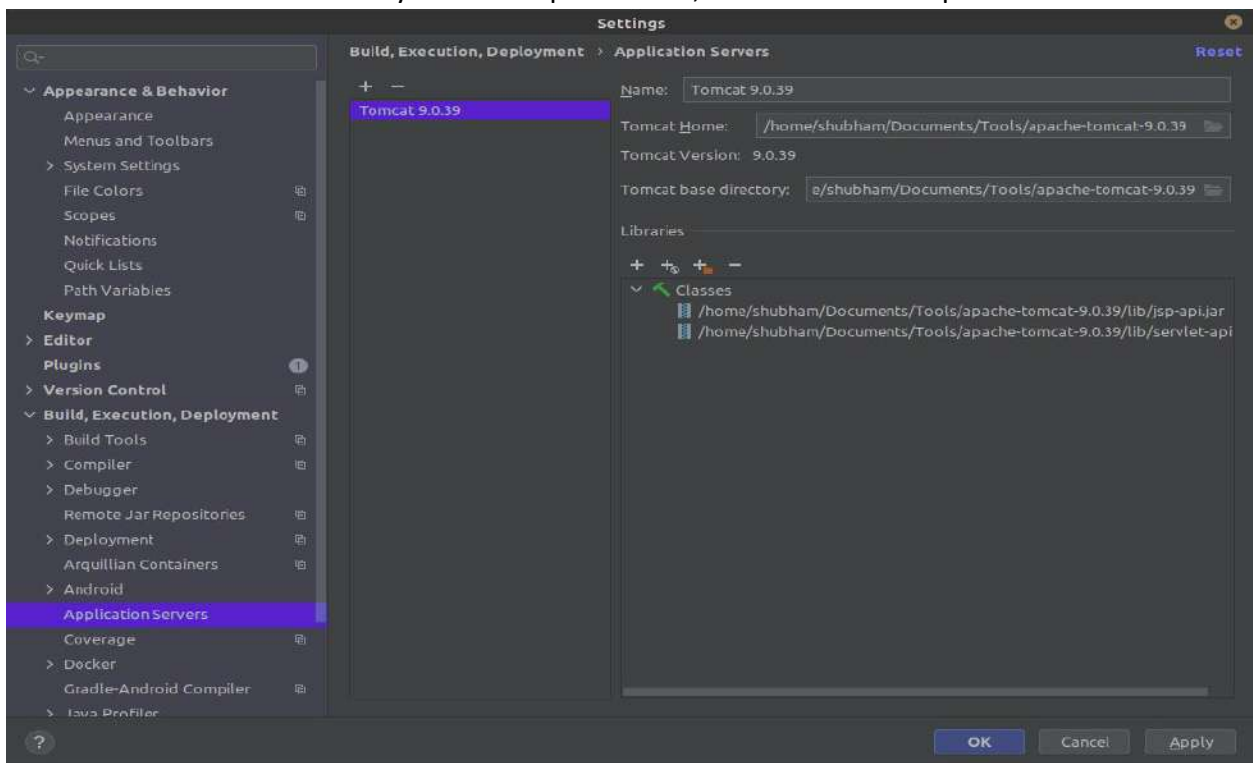 Settings
Build, Execution, Deployment › Application Servers
Reset
Appearance & Behavior
Appearance
Menus and Toolbars
System Settings
File Colors
Scopes
Notifications
Quick Lists
Path Variables
Keymap
Editor
Plugins
1
Version Control
Build, Execution, Deployment
Build Tools
Compiler
Debugger
Remote Jar Repositories
Deployment
Arquillian Containers
Android
Application Servers
Coverage
Docker
Gradle-Android Compiler
Java Profiler
Tomcat 9.0.39
Name: Tomcat 9.0.39
Tomcat Home: /home/shubham/Documents/Tools/apache-tomcat-9.0.39
Tomcat Version: 9.0.39
Tomcat base directory: e/shubham/Documents/Tools/apache-tomcat-9.0.39
Libraries
Classes
/home/shubham/Documents/Tools/apache-tomcat-9.0.39/lib/jsp-api.jar
/home/shubham/Documents/Tools/apache-tomcat-9.0.39/lib/servlet-api
?
OK
Cancel
Apply